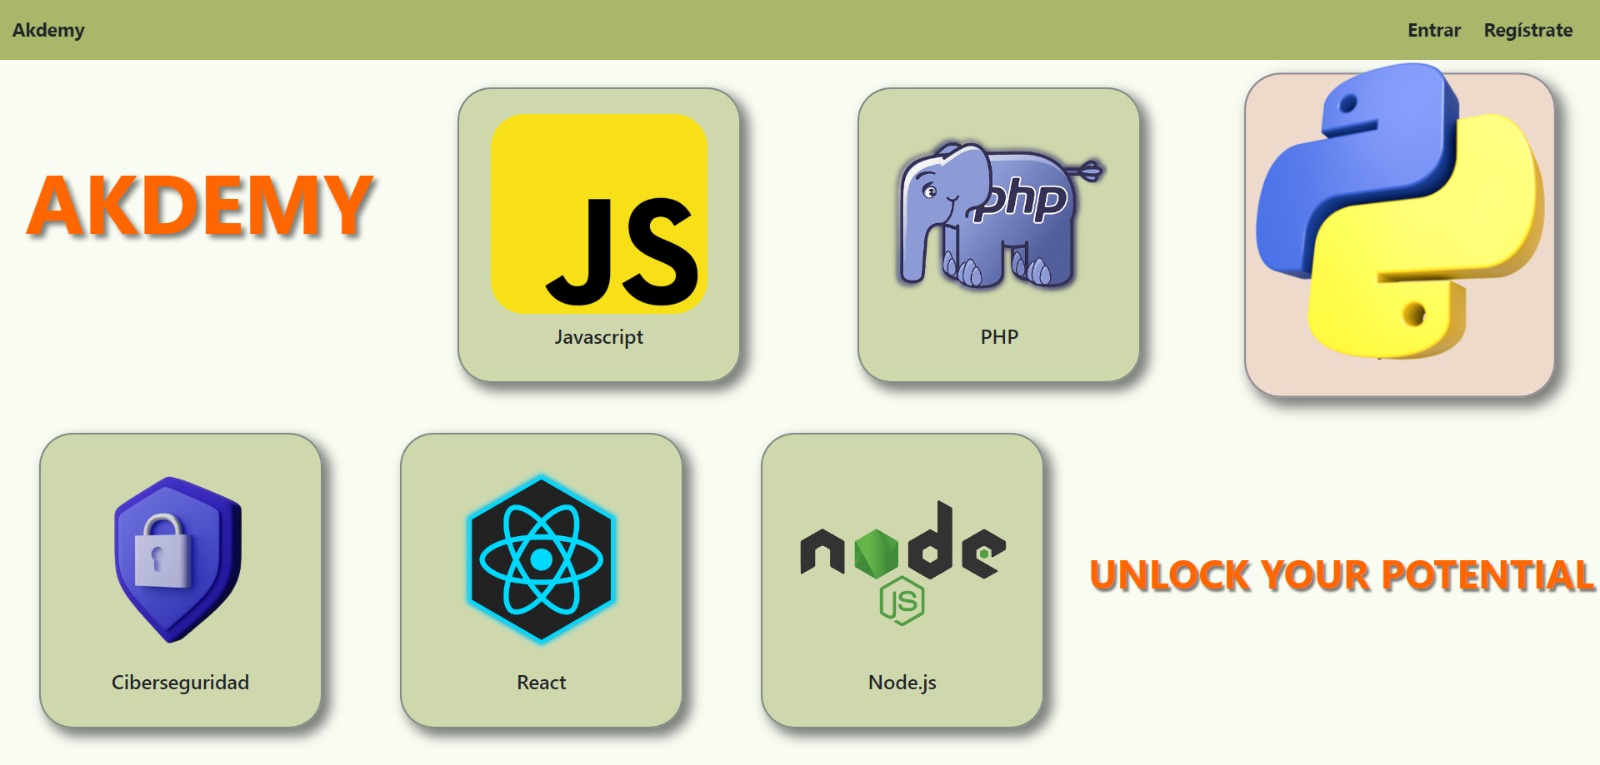 Akdemy
Entrar
Regístrate
AKDEMY
JS
Javascript
php
PHP
Ciberseguridad
React
node
JS
Node.js
UNLOCK YOUR POTENTIAL